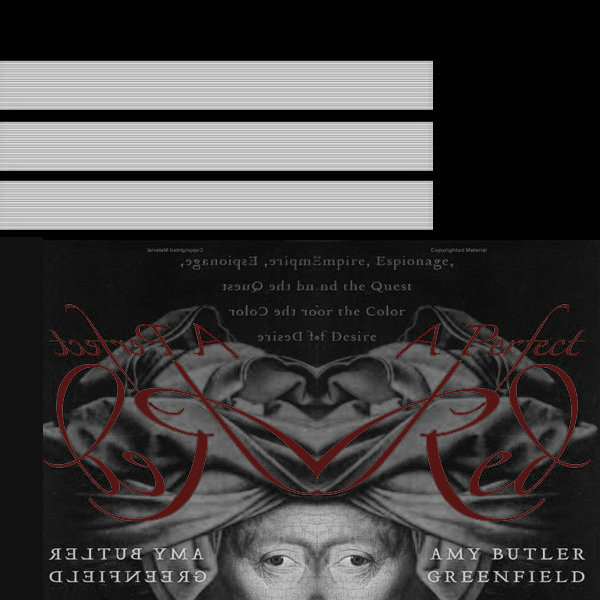 Copyrighted Material
Empire, Espionage,
and the Quest
for the Color
of Desire
A Perfect
Red
AMY BUTLER
GREENFIELD